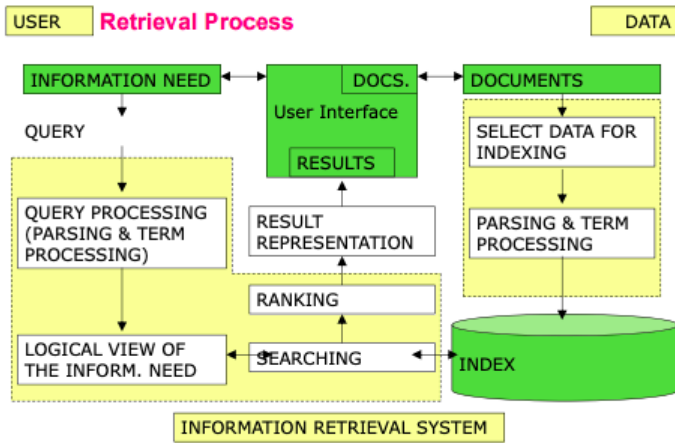 USER
Retrieval Process
DATA
INFORMATION NEED
DOCS.
DOCUMENTS
User Interface
QUERY
SELECT DATA FOR
INDEXING
RESULTS
QUERY PROCESSING
(PARSING & TERM
PROCESSING)
RESULT
REPRESENTATION
PARSING & TERM
PROCESSING
RANKING
LOGICAL VIEW OF
THE INFORM. NEED
SEARCHING
INDEX
INFORMATION RETRIEVAL SYSTEM